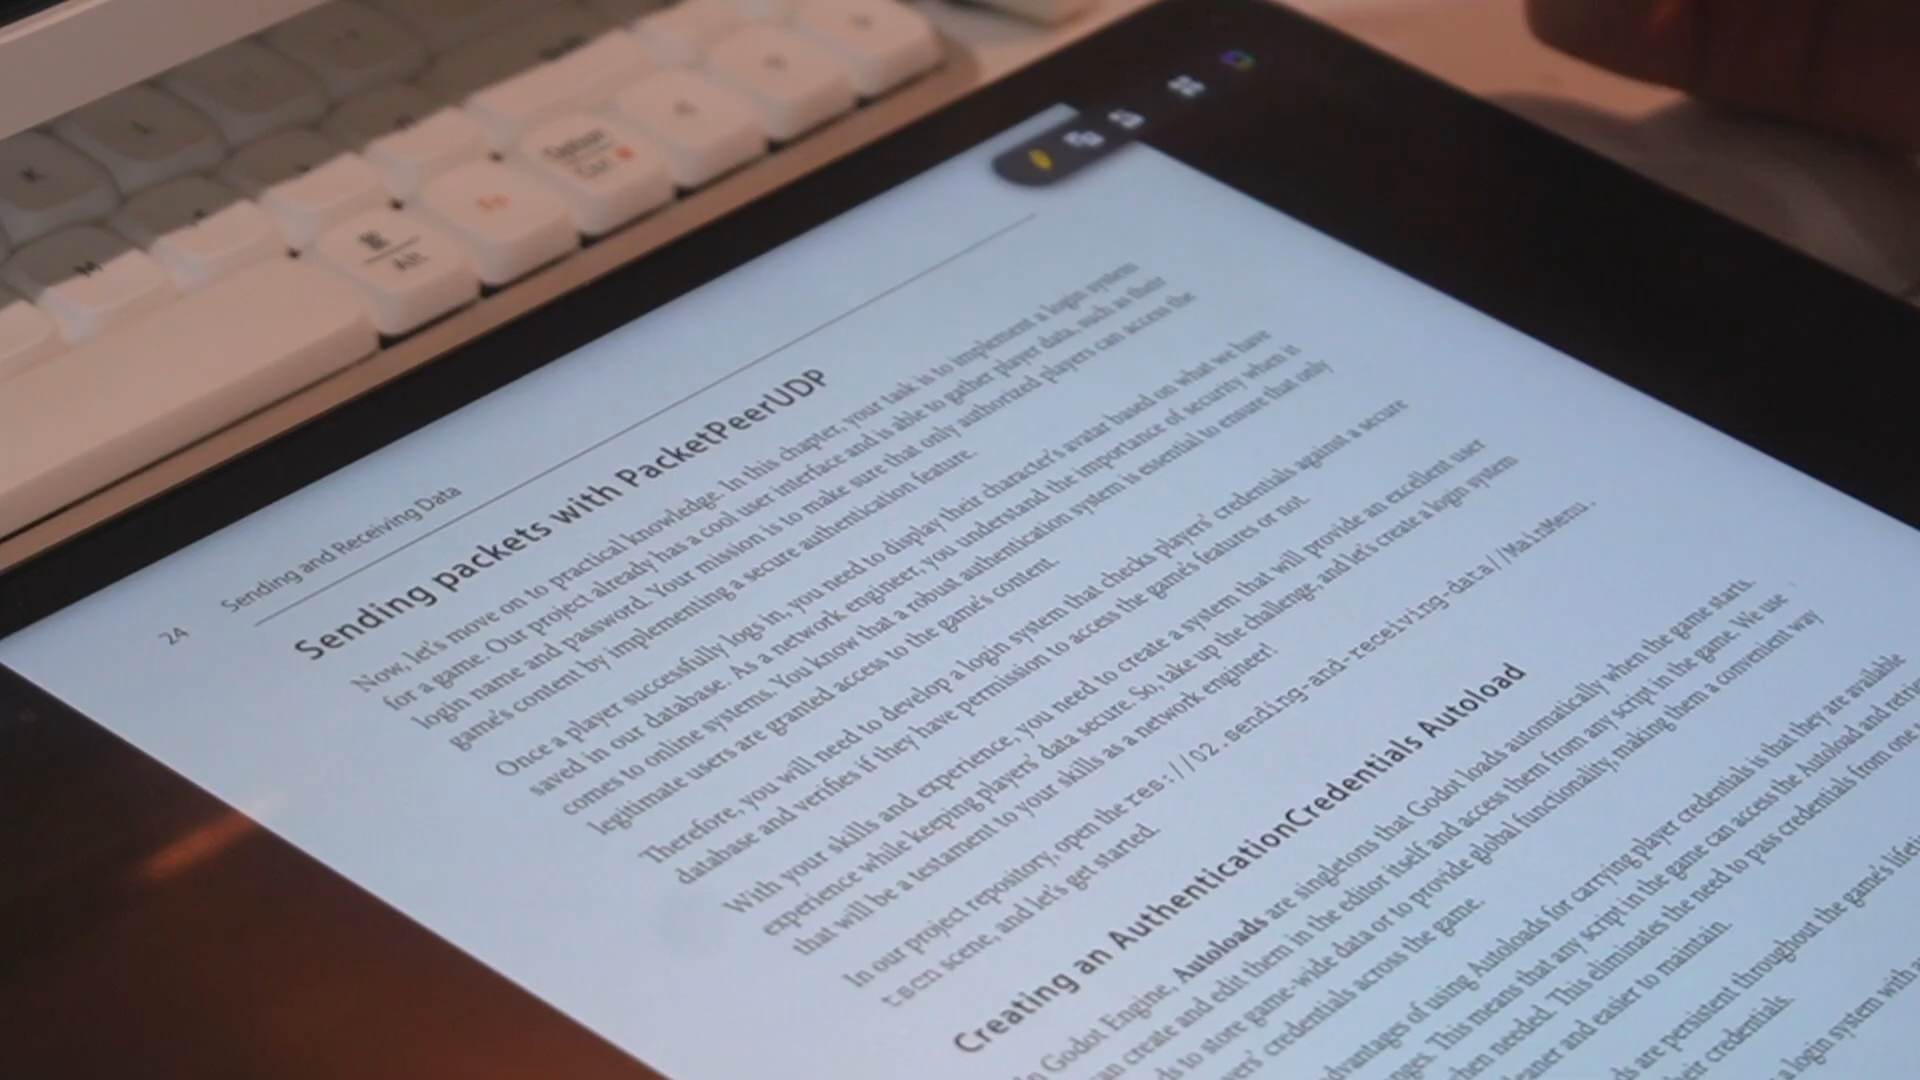 K
L
M
Option
Ctrl
Fn
Alt
24
Sending and Receiving Data
Sending packets with PacketPeerUDP
Now, let's move on to practical knowledge. In this chapter, your task is to implement a login system
for a game. Our project already has a cool user interface and is able to gather player data, such as their
login name and password. Your mission is to make sure that only authorized players can access the
game's content by implementing a secure authentication feature.
Once a player successfully logs in, you need to display their character's avatar based on what we have
saved in our database. As a network engineer, you understand the importance of security when it
comes to online systems. You know that a robust authentication system is essential to ensure that only
legitimate users are granted access to the game's content.
Therefore, you will need to develop a login system that checks players' credentials against a secure
database and verifies if they have permission to access the game's features or not.
With your skills and experience, you need to create a system that will provide an excellent user
experience while keeping players' data secure. So, take up the challenge, and let's create a login system
that will be a testament to your skills as a network engineer!
In our project repository, open the res://02.sending-and-receiving-data//MainMenu.
tscn scene, and let's get started.
Creating an AuthenticationCredentials Autoload
Godot Engine, Autoloads are singletons that Godot loads automatically when the game starts.
can create and edit them in the editor itself and access them from any script in the game. We use
to store game-wide data or to provide global functionality, making them a convenient way
credentials across the game.
of using Autoloads for carrying player credentials is that they are available
This means that any script in the game can access the Autoload and
when needed. This eliminates the need to pass credentials from one
and easier to maintain.
are persistent throughout the game's
their credentials.
a login system with